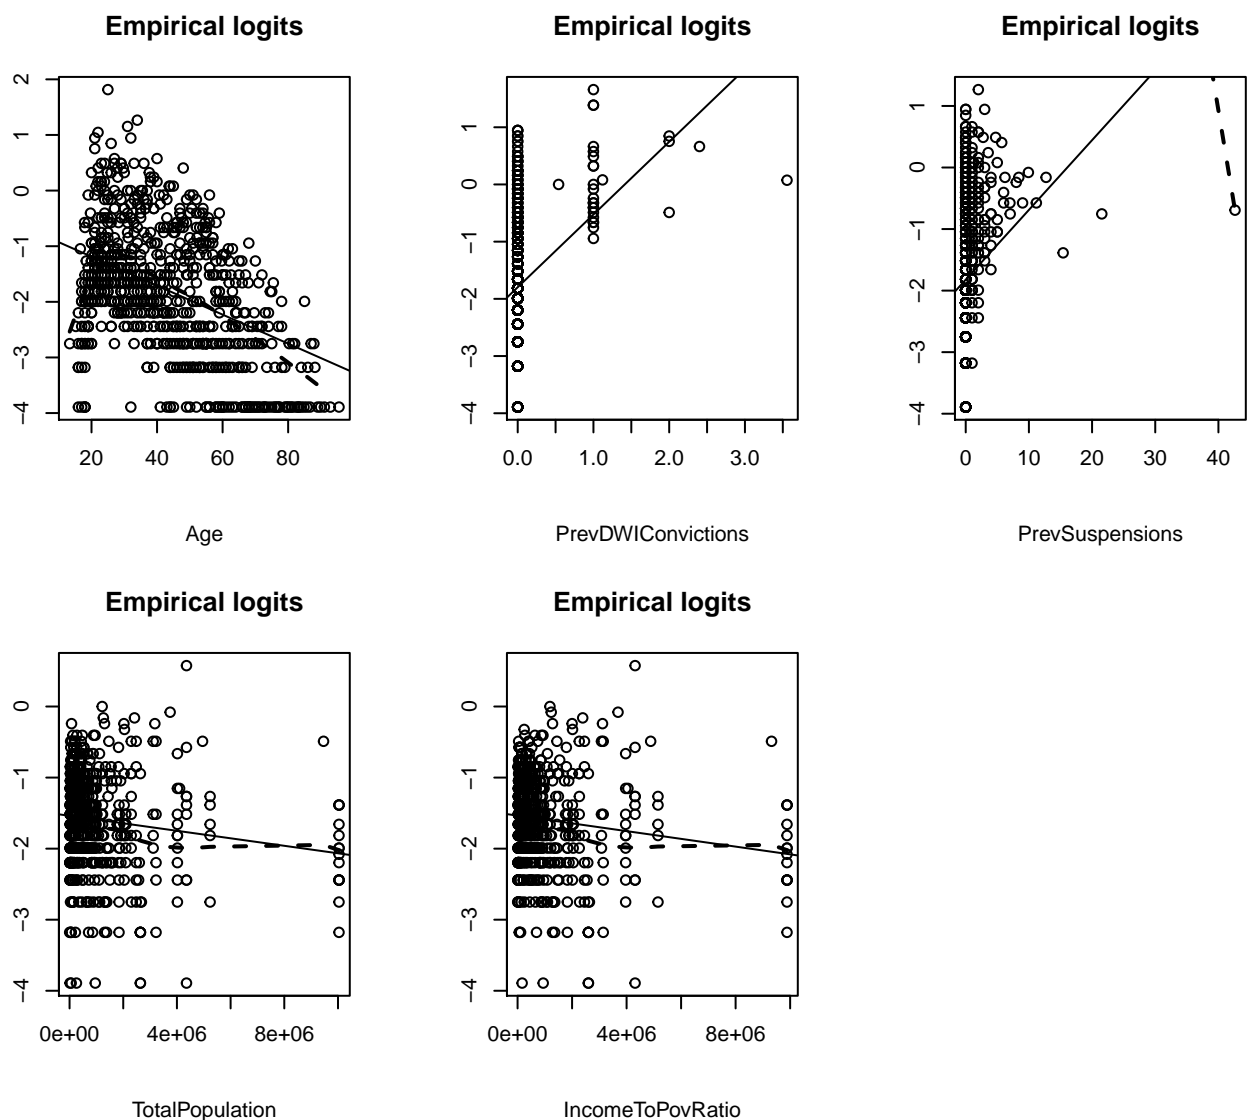 Empirical logits
Empirical logits
Empirical logits
2
1
0
−1
−2
−3
−4
20 40 60 80
Age
1
0
−1
−2
−3
−4
0.0 1.0 2.0 3.0
PrevDWIConvictions
1
0
−1
−2
−3
−4
0 10 20 30 40
PrevSuspensions
Empirical logits
Empirical logits
0
−1
−2
−3
−4
0e+00 4e+06 8e+06
TotalPopulation
0
−1
−2
−3
−4
0e+00 4e+06 8e+06
IncomeToPovRatio